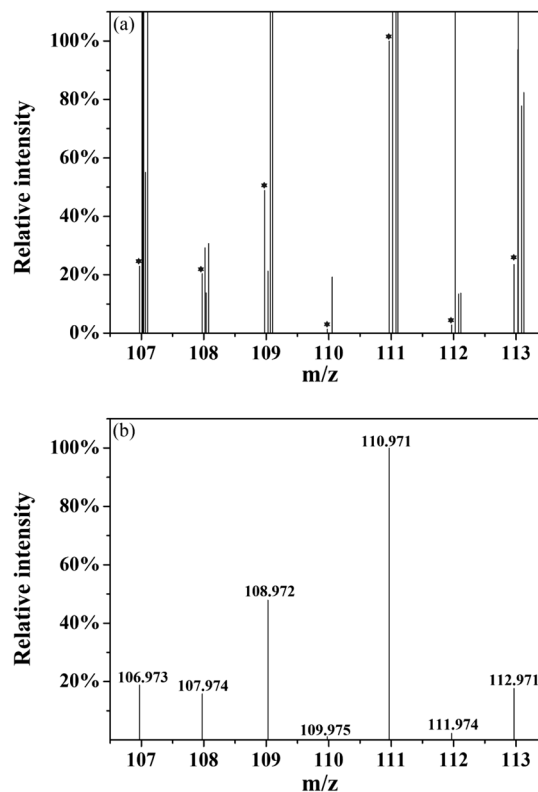 (a)
100%
80%
60%
40%
20%
0%
Relative intensity
* * * * * * *
107 108 109 110 111 112 113
m/z
(b)
100%
80%
60%
40%
20%
Relative intensity
110.971
108.972
106.973
107.974
109.975
111.974
112.971
107 108 109 110 111 112 113
m/z